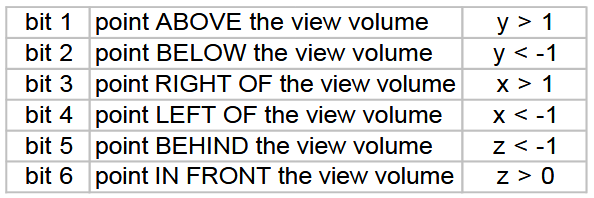 bit 1 point ABOVE the view volume y > 1
bit 2 point BELOW the view volume y < -1
bit 3 point RIGHT OF the view volume x > 1
bit 4 point LEFT OF the view volume x < -1
bit 5 point BEHIND the view volume z < -1
bit 6 point IN FRONT the view volume z > 0